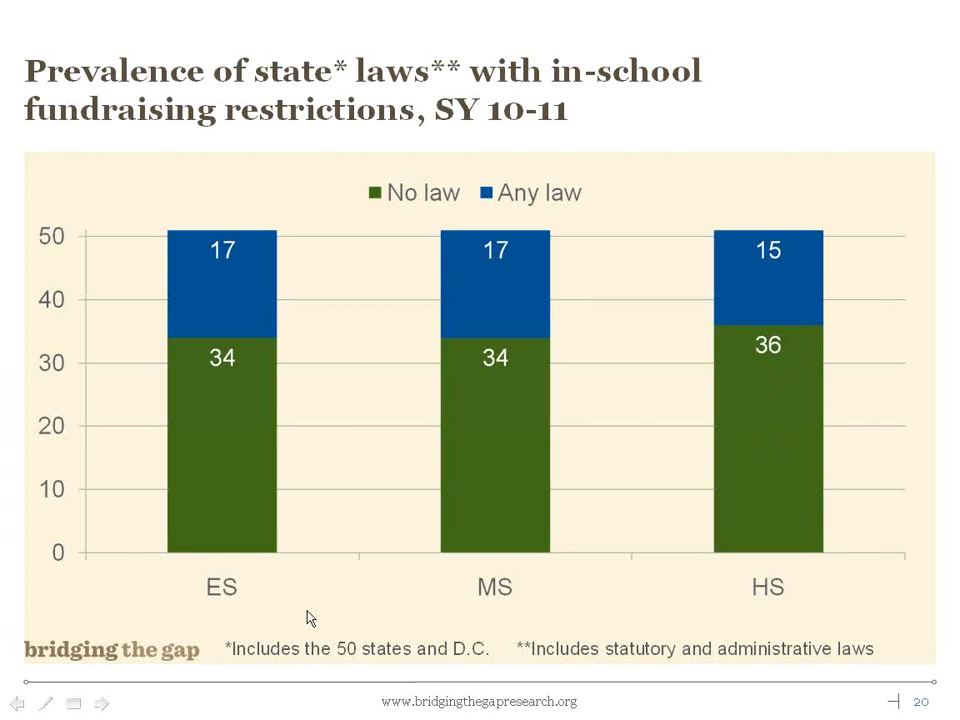 Prevalence of state* laws** with in-school
fundraising restrictions, SY 10-11
No law Any law
50
40
30
20
10
0
17
17
15
34
34
36
ES MS HS
bridging the gap *Includes the 50 states and D.C. **Includes statutory and administrative laws
www.bridgingthegapresearch.org 20